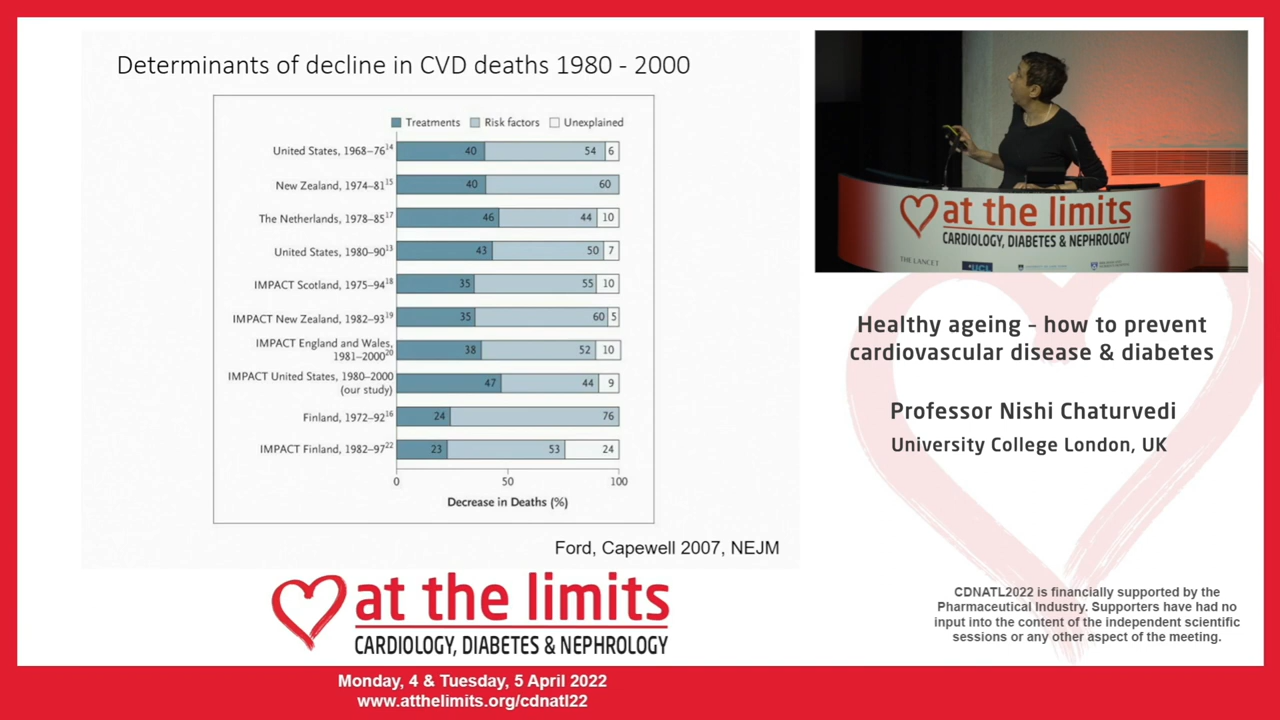 Determinants of decline in CVD deaths 1980 - 2000
Treatments Risk factors Unexplained
United States, 1968–76¹⁴ 40 54 6
New Zealand, 1974–81¹⁵ 40 60
The Netherlands, 1978–85¹⁷ 46 44 10
United States, 1980–90¹³ 43 50 7
IMPACT Scotland, 1975–94¹⁸ 35 55 10
IMPACT New Zealand, 1982–93¹⁹ 35 60 5
IMPACT England and Wales,
1981–2000²⁰ 38 52 10
IMPACT United States, 1980–2000
(our study) 47 44 9
Finland, 1972–92¹⁶ 24 76
IMPACT Finland, 1982–97²² 23 53 24
0 50 100
Decrease in Deaths (%)
Ford, Capewell 2007, NEJM
at the limits
CARDIOLOGY, DIABETES & NEPHROLOGY
Monday, 4 & Tuesday, 5 April 2022
www.atthelimits.org/cdnatl22
at the limits
CARDIOLOGY, DIABETES & NEPHROLOGY
THE LANCET
UCL
Healthy ageing – how to prevent
cardiovascular disease & diabetes
Professor Nishi Chaturvedi
University College London, UK
CDNATL2022 is financially supported by the
Pharmaceutical Industry. Supporters have had no
input into the content of the independent scientific
sessions or any other aspect of the meeting.